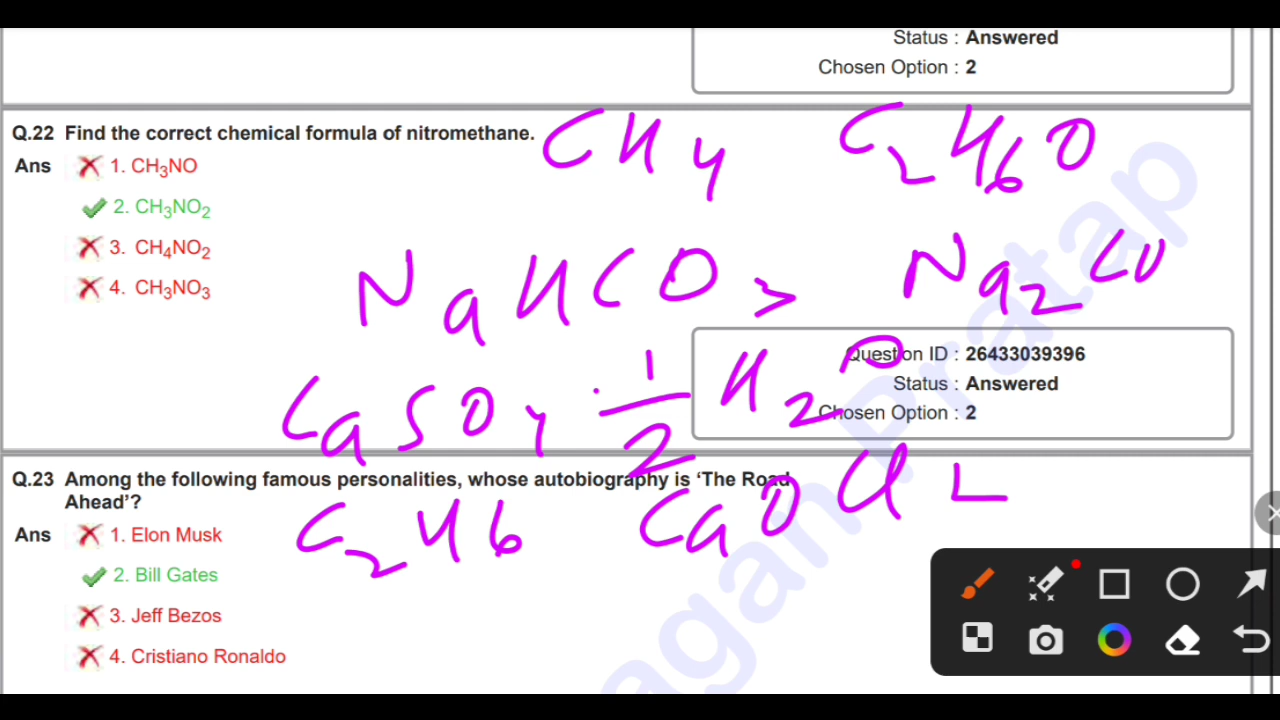 Status : Answered
Chosen Option : 2
Q.22 Find the correct chemical formula of nitromethane.
CH4 C2H6O
Ans 1. CH3NO
2. CH3NO2
3. CH4NO2
4. CH3NO3
NaHCO3 Na2CO
Question ID : 26433039396
Status : Answered
Chosen Option : 2
CaSO4 · 1/2 H2O
Q.23 Among the following famous personalities, whose autobiography is ‘The Road
Ahead’?
C2H6 CaOCl
Ans 1. Elon Musk
2. Bill Gates
3. Jeff Bezos
4. Cristiano Ronaldo
agan Pratap